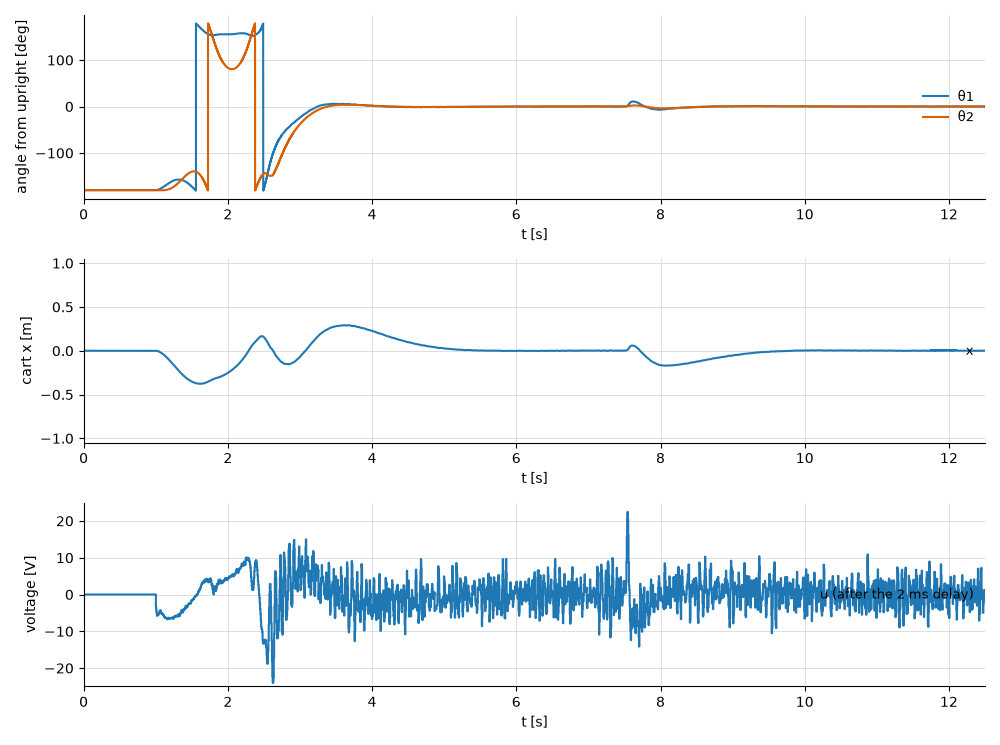 angle from upright [deg]
100
0
−100
θ1
θ2
0 2 4 6 8 10 12
t [s]
cart x [m]
1.0
0.5
0.0
−0.5
−1.0
x
0 2 4 6 8 10 12
t [s]
voltage [V]
20
10
0
−10
−20
u (after the 2 ms delay)
0 2 4 6 8 10 12
t [s]